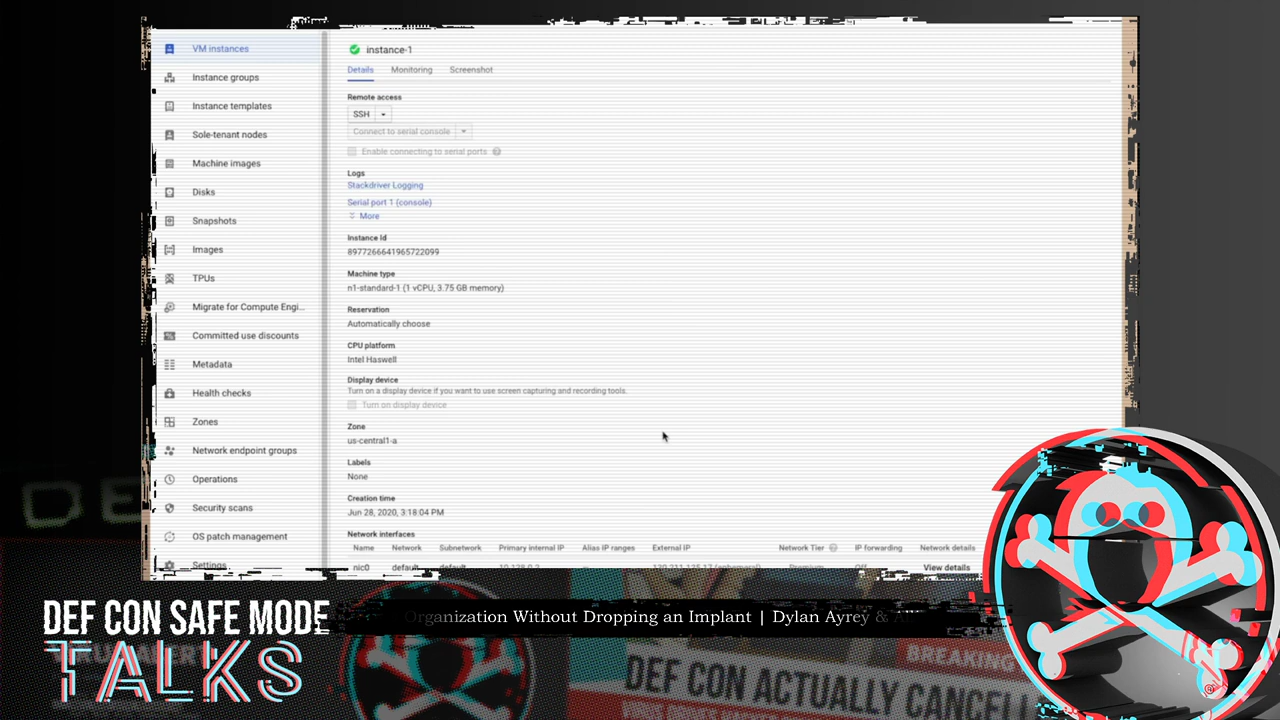 VM instances
Instance groups
Instance templates
Sole-tenant nodes
Machine images
Disks
Snapshots
Images
TPUs
Migrate for Compute Engi...
Committed use discounts
Metadata
Health checks
Zones
Network endpoint groups
Operations
Security scans
OS patch management
Settings
instance-1
Details Monitoring Screenshot
Remote access
SSH
Connect to serial console
Enable connecting to serial ports
Logs
Stackdriver Logging
Serial port 1 (console)
More
Instance Id
8977266641965722099
Machine type
n1-standard-1 (1 vCPU, 3.75 GB memory)
Reservation
Automatically choose
CPU platform
Intel Haswell
Display device
Turn on a display device if you want to use screen capturing and recording tools.
Turn on display device
Zone
us-central1-a
Labels
None
Creation time
Jun 28, 2020, 3:18:04 PM
Network interfaces
Name Network Subnetwork Primary internal IP Alias IP ranges External IP Network Tier IP forwarding Network details
nic0 default default View details
DEF CON SAFE MODE
TALKS
Organization Without Dropping an Implant | Dylan Ayrey &
BREAKING
DEF CON ACTUALLY CANCELL